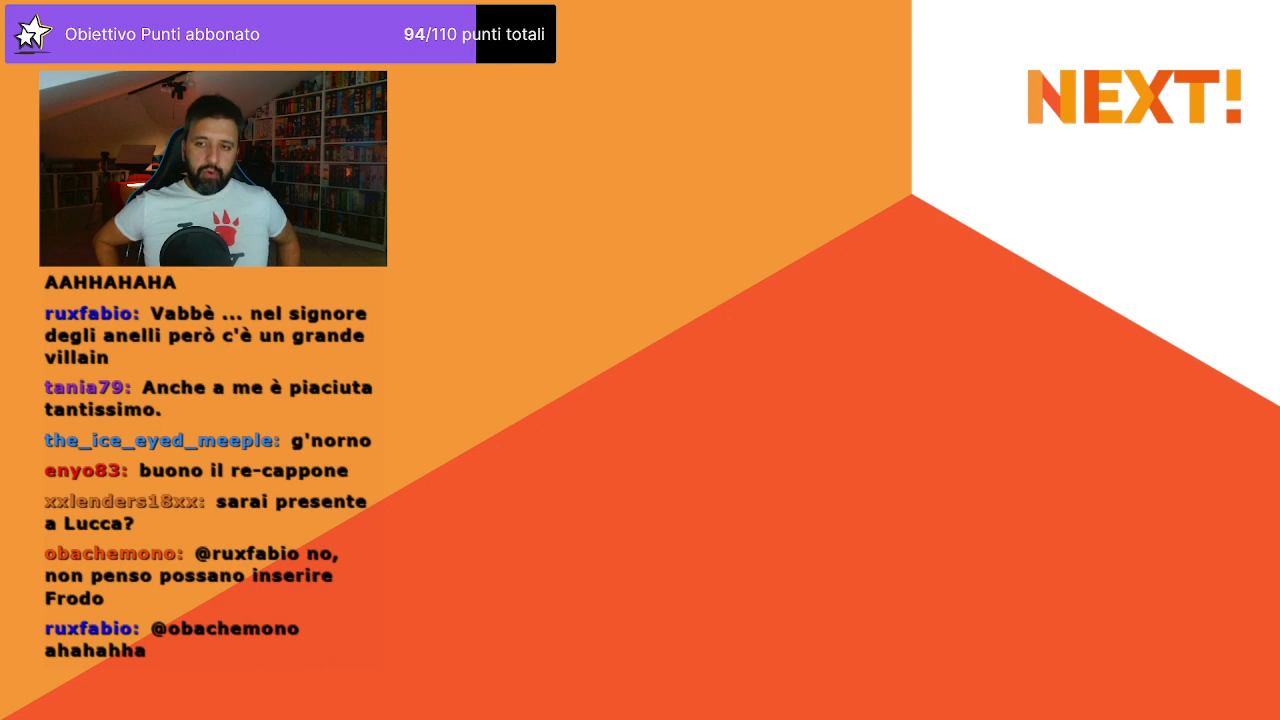 Obiettivo Punti abbonato 94/110 punti totali
NEXT!
AAHHAHAHA
ruxfabio: Vabbè ... nel signore
degli anelli però c'è un grande
villain
tania79: Anche a me è piaciuta
tantissimo.
the_ice_eyed_meeple: g'norno
enyo83: buono il re-cappone
xxlenders18xx: sarai presente
a Lucca?
obachemono: @ruxfabio no,
non penso possano inserire
Frodo
ruxfabio: @obachemono
ahahahha